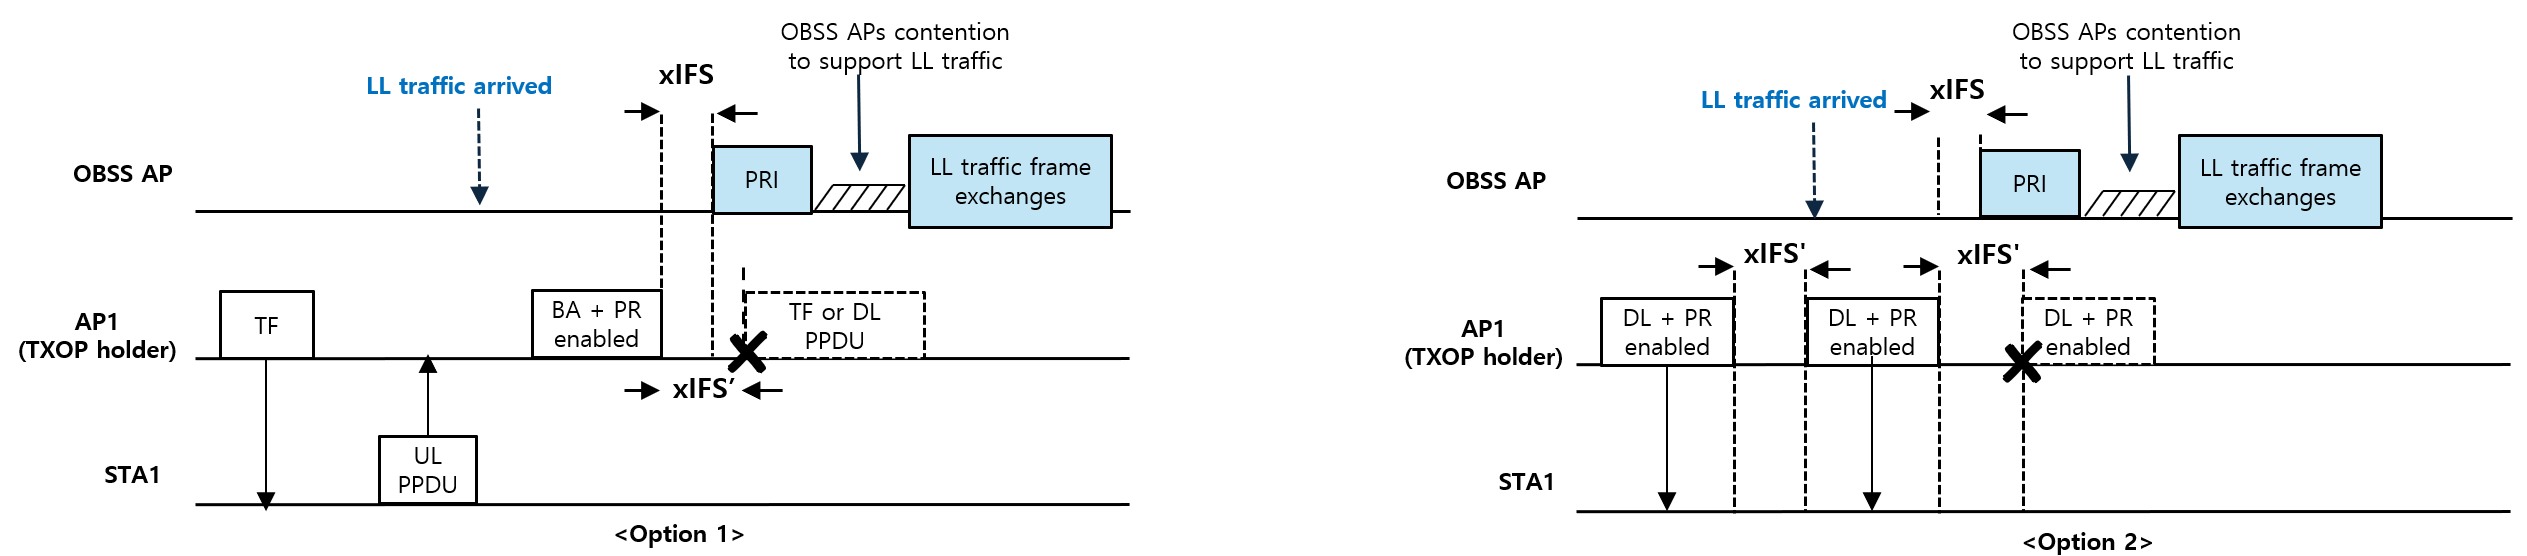 OBSS APs contention
to support LL traffic
xIFS
LL traffic arrived
OBSS AP
PRI
LL traffic frame
exchanges
AP1
(TXOP holder)
TF
BA + PR
enabled
TF or DL
PPDU
xIFS’
STA1
UL
PPDU
<Option 1>
OBSS APs contention
to support LL traffic
xIFS
LL traffic arrived
OBSS AP
PRI
LL traffic frame
exchanges
xIFS'
xIFS'
AP1
(TXOP holder)
DL + PR
enabled
DL + PR
enabled
DL + PR
enabled
STA1
<Option 2>